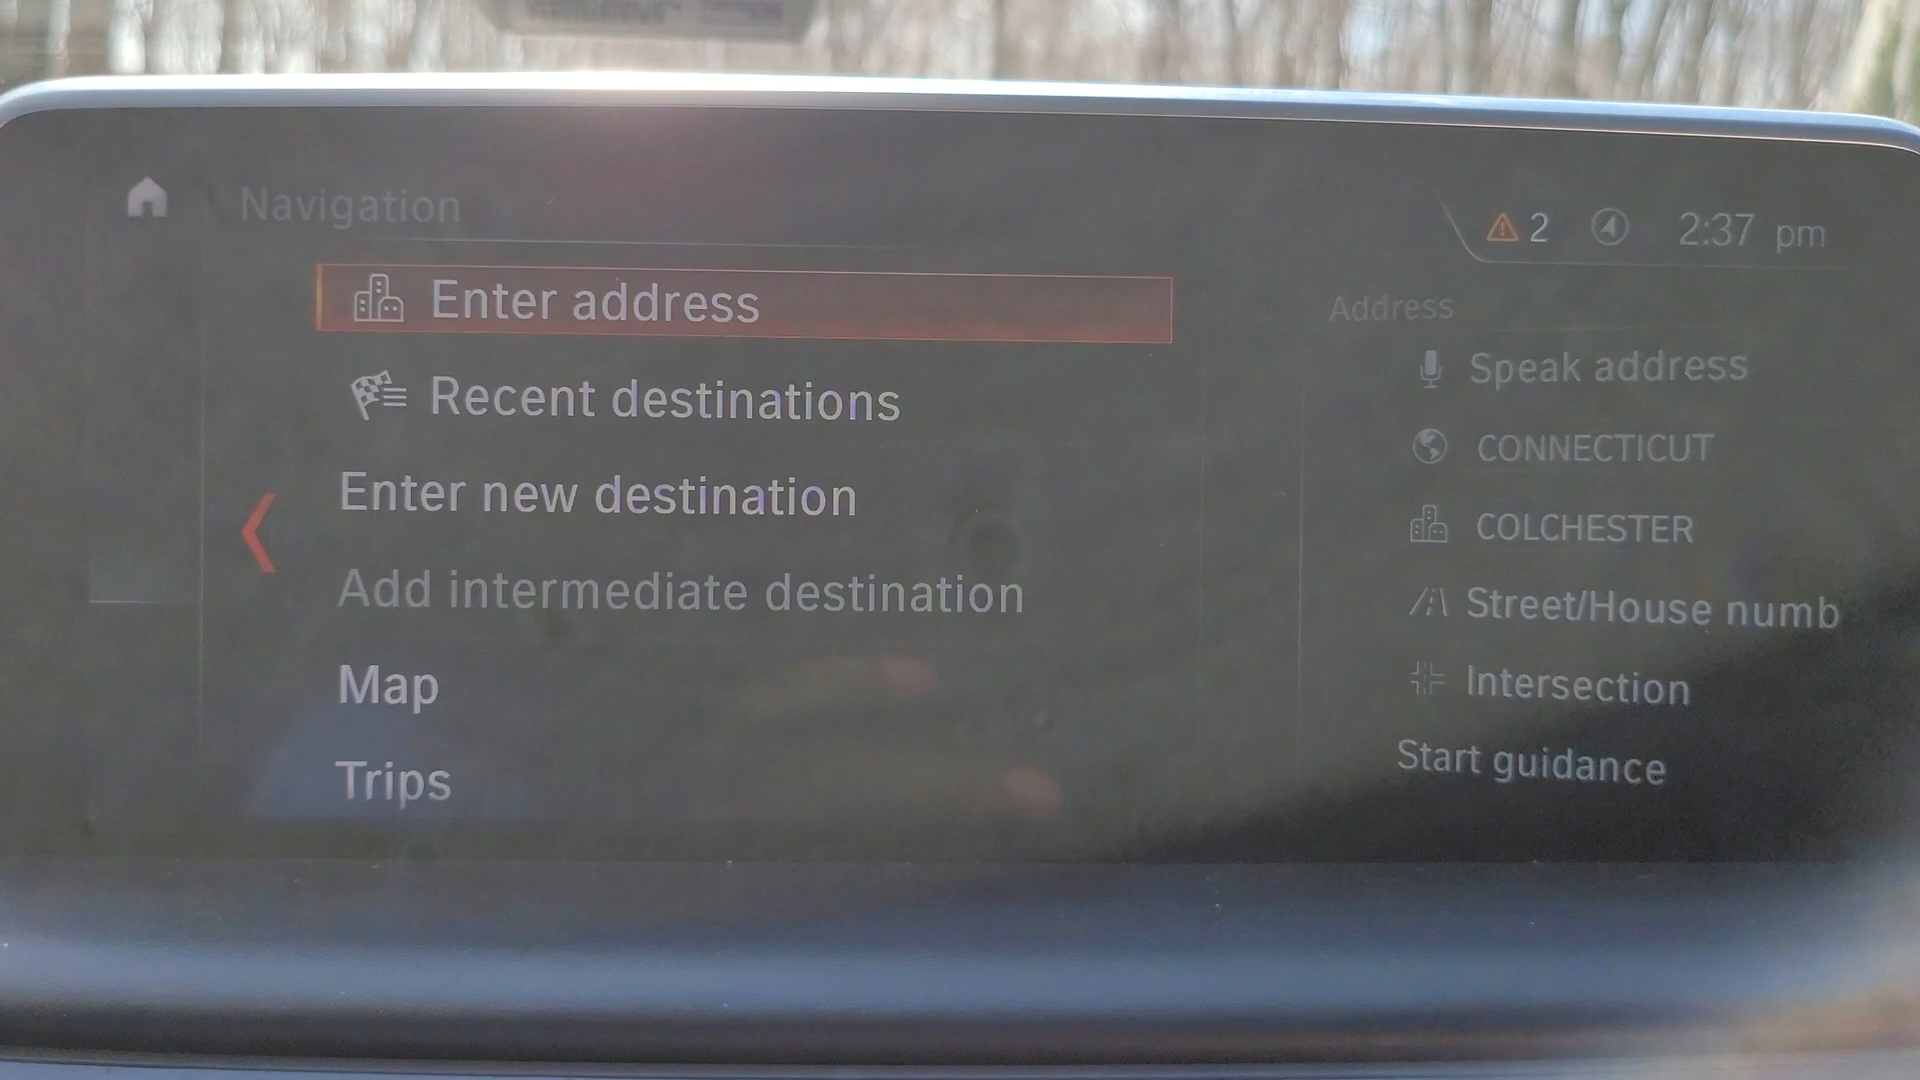 Navigation
2 2:37 pm
Enter address
Recent destinations
Enter new destination
Add intermediate destination
Map
Trips
Address
Speak address
CONNECTICUT
COLCHESTER
Street/House numb
Intersection
Start guidance